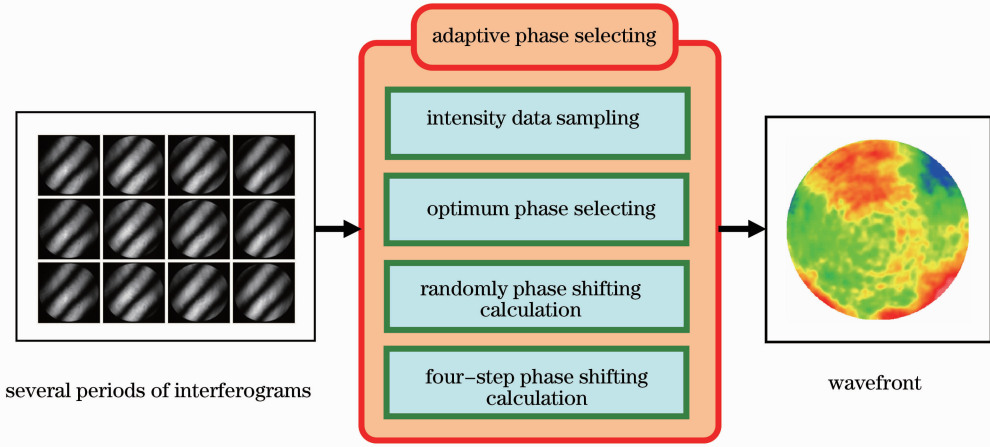 adaptive phase selecting
intensity data sampling
optimum phase selecting
randomly phase shifting
calculation
four-step phase shifting
calculation
several periods of interferograms
wavefront